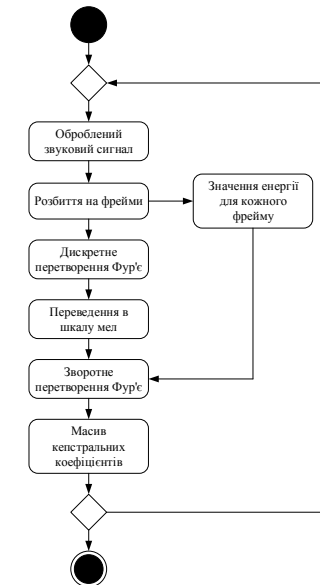 Оброблений
звуковий сигнал
Розбиття на фрейми
Значення енергії
для кожного
фрейму
Дискретне
перетворення Фур'є
Переведення в
шкалу мел
Зворотне
перетворення Фур'є
Масив
кепстральних
коефіцієнтів